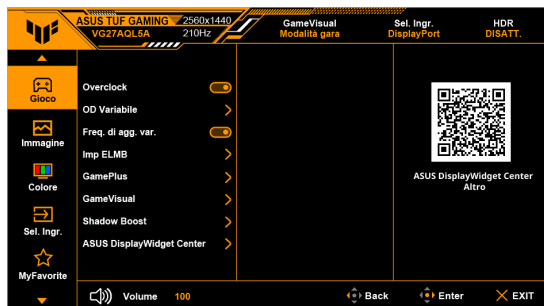 ASUS TUF GAMING 2560x1440
VG27AQL5A 210Hz
GameVisual
Modalità gara
Sel. Ingr.
DisplayPort
HDR
DISATT.
Gioco
Immagine
Colore
Sel. Ingr.
MyFavorite
Overclock
OD Variabile
Freq. di agg. var.
Imp ELMB
GamePlus
GameVisual
Shadow Boost
ASUS DisplayWidget Center
ASUS DisplayWidget Center
Altro
Volume 100
Back
Enter
EXIT